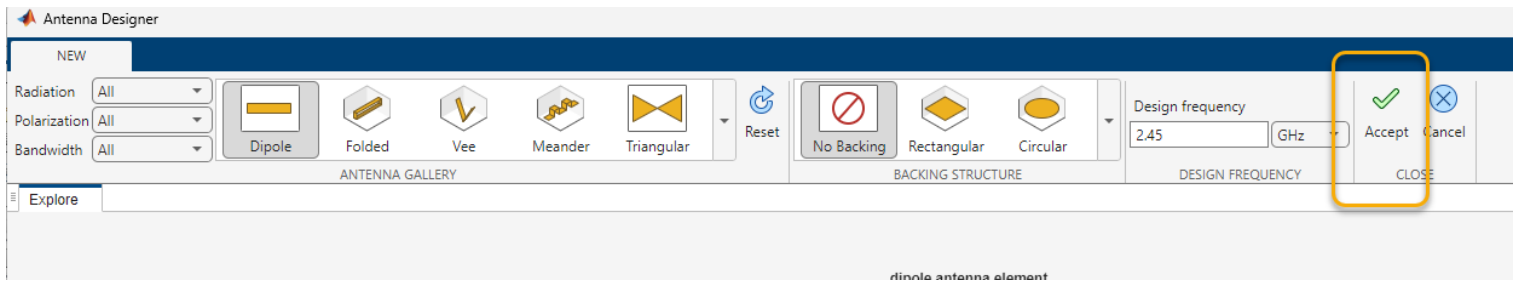 Antenna Designer
NEW
Radiation All
Polarization All
Bandwidth All
Dipole Folded Vee Meander Triangular
Reset
ANTENNA GALLERY
No Backing Rectangular Circular
BACKING STRUCTURE
Design frequency
2.45 GHz
DESIGN FREQUENCY
Accept Cancel
CLOSE
Explore
dipole antenna element